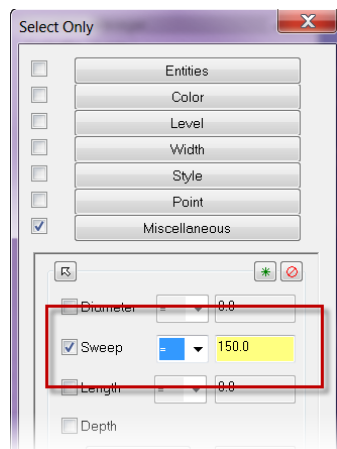 Select Only
Entities
Color
Level
Width
Style
Point
Miscellaneous
Diameter = 0.0
Sweep = 150.0
Length = 0.0
Depth